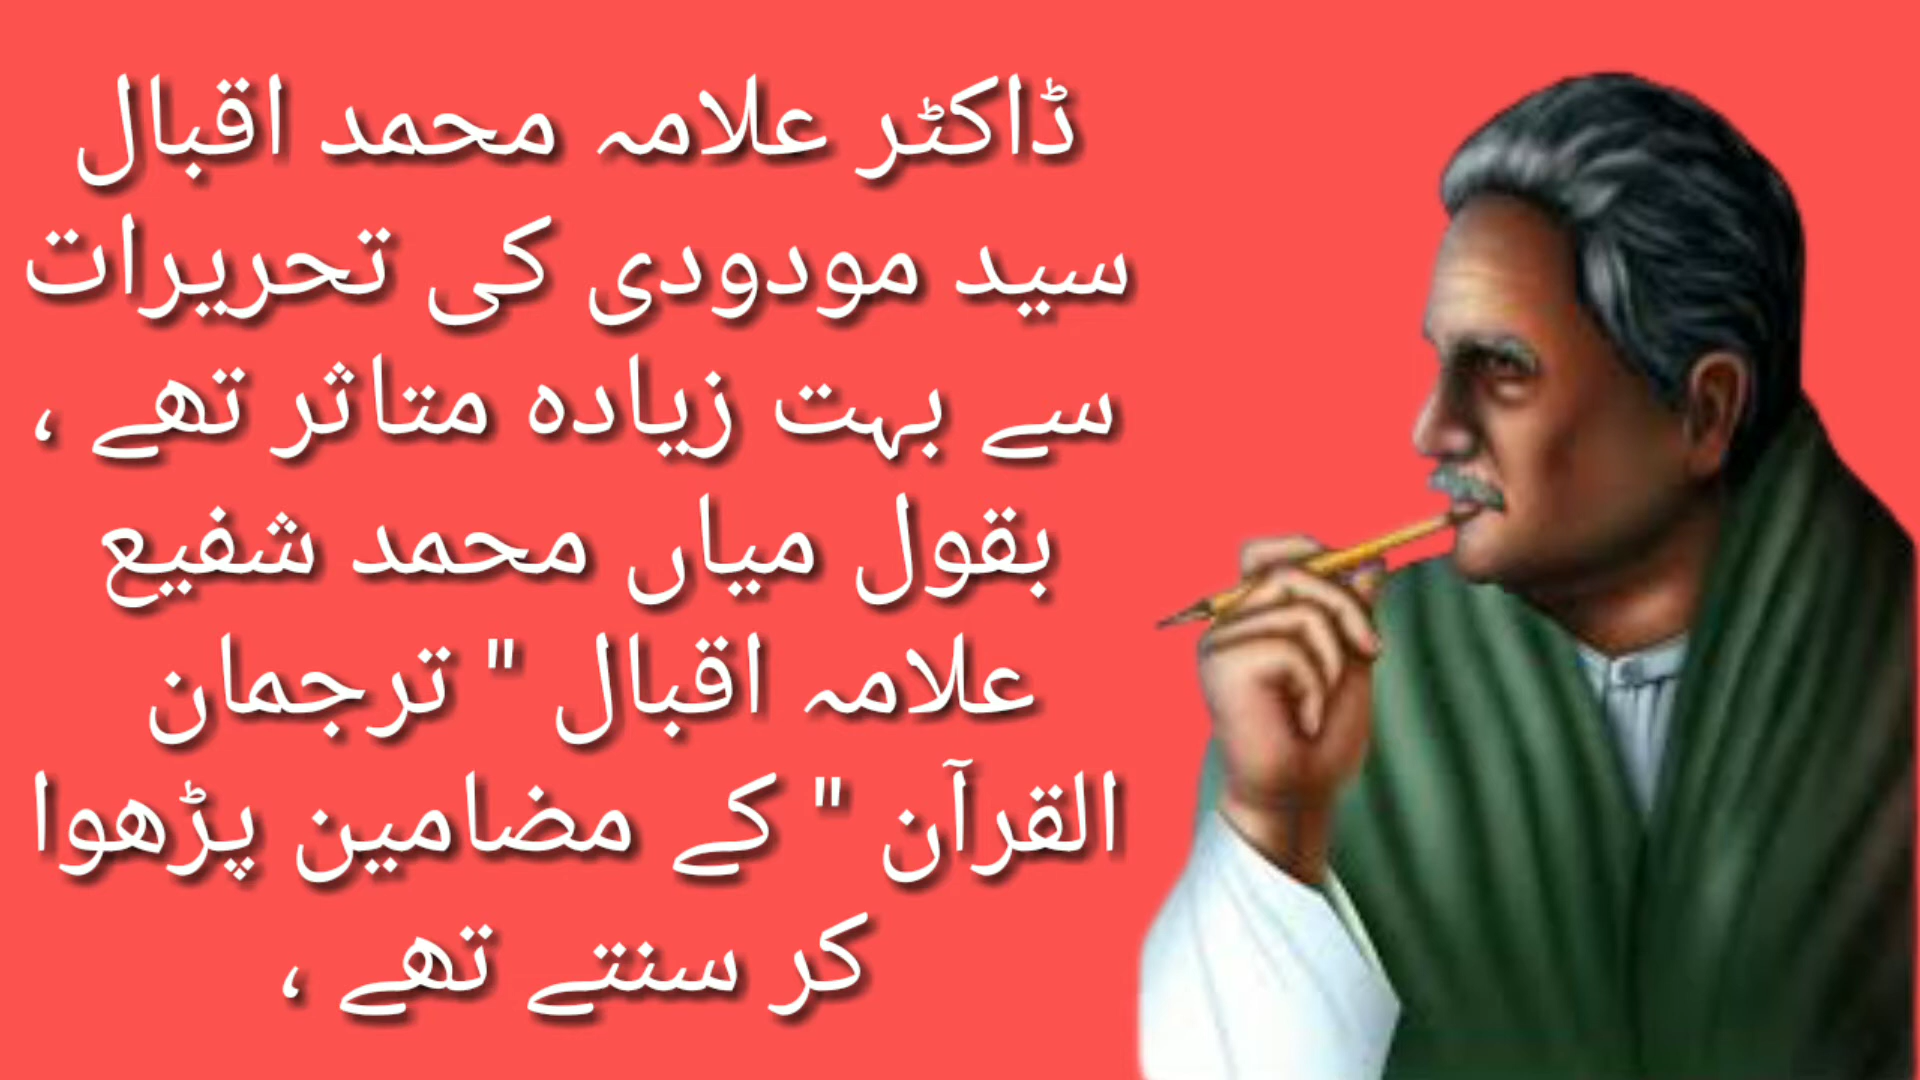 ڈاکٹر علامہ محمد اقبال
سید مودودی کی تحریرات
سے بہت زیادہ متاثر تھے ،
بقول میاں محمد شفیع
علامہ اقبال " ترجمان
القرآن " کے مضامین پڑھوا
کر سنتے تھے ،